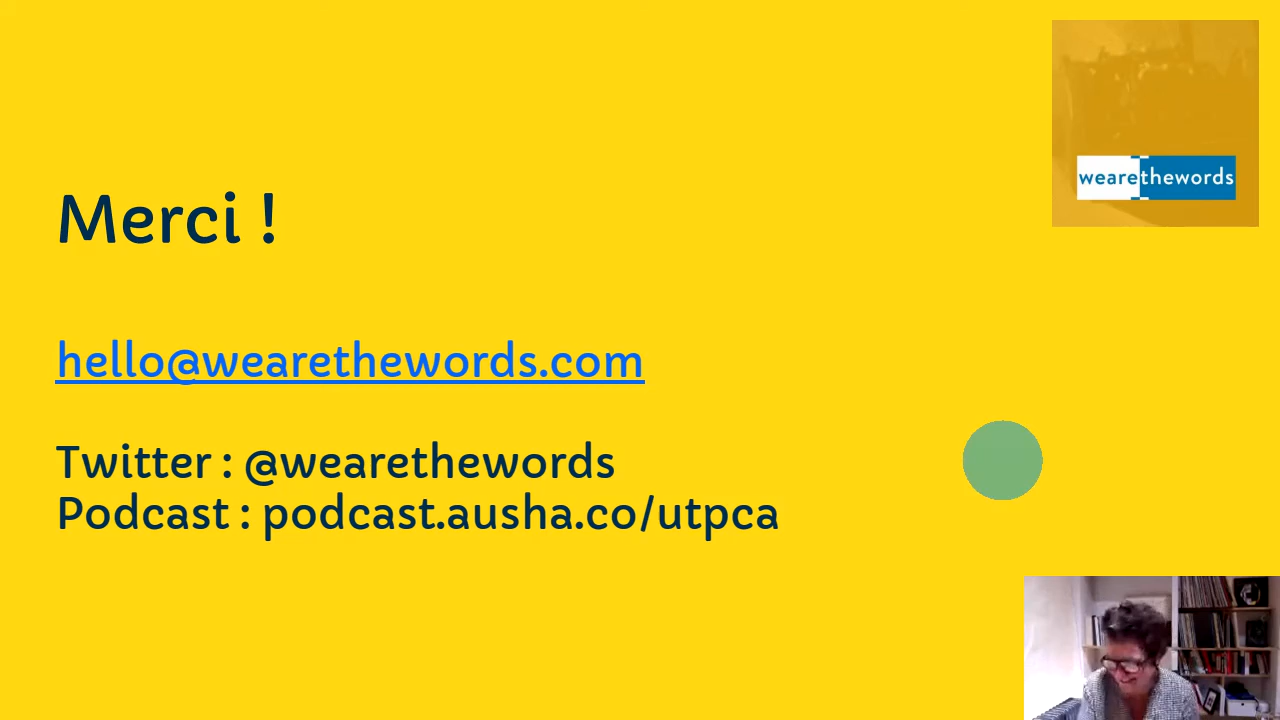 wearethewords
Merci !
hello@wearethewords.com
Twitter : @wearethewords
Podcast : podcast.ausha.co/utpca